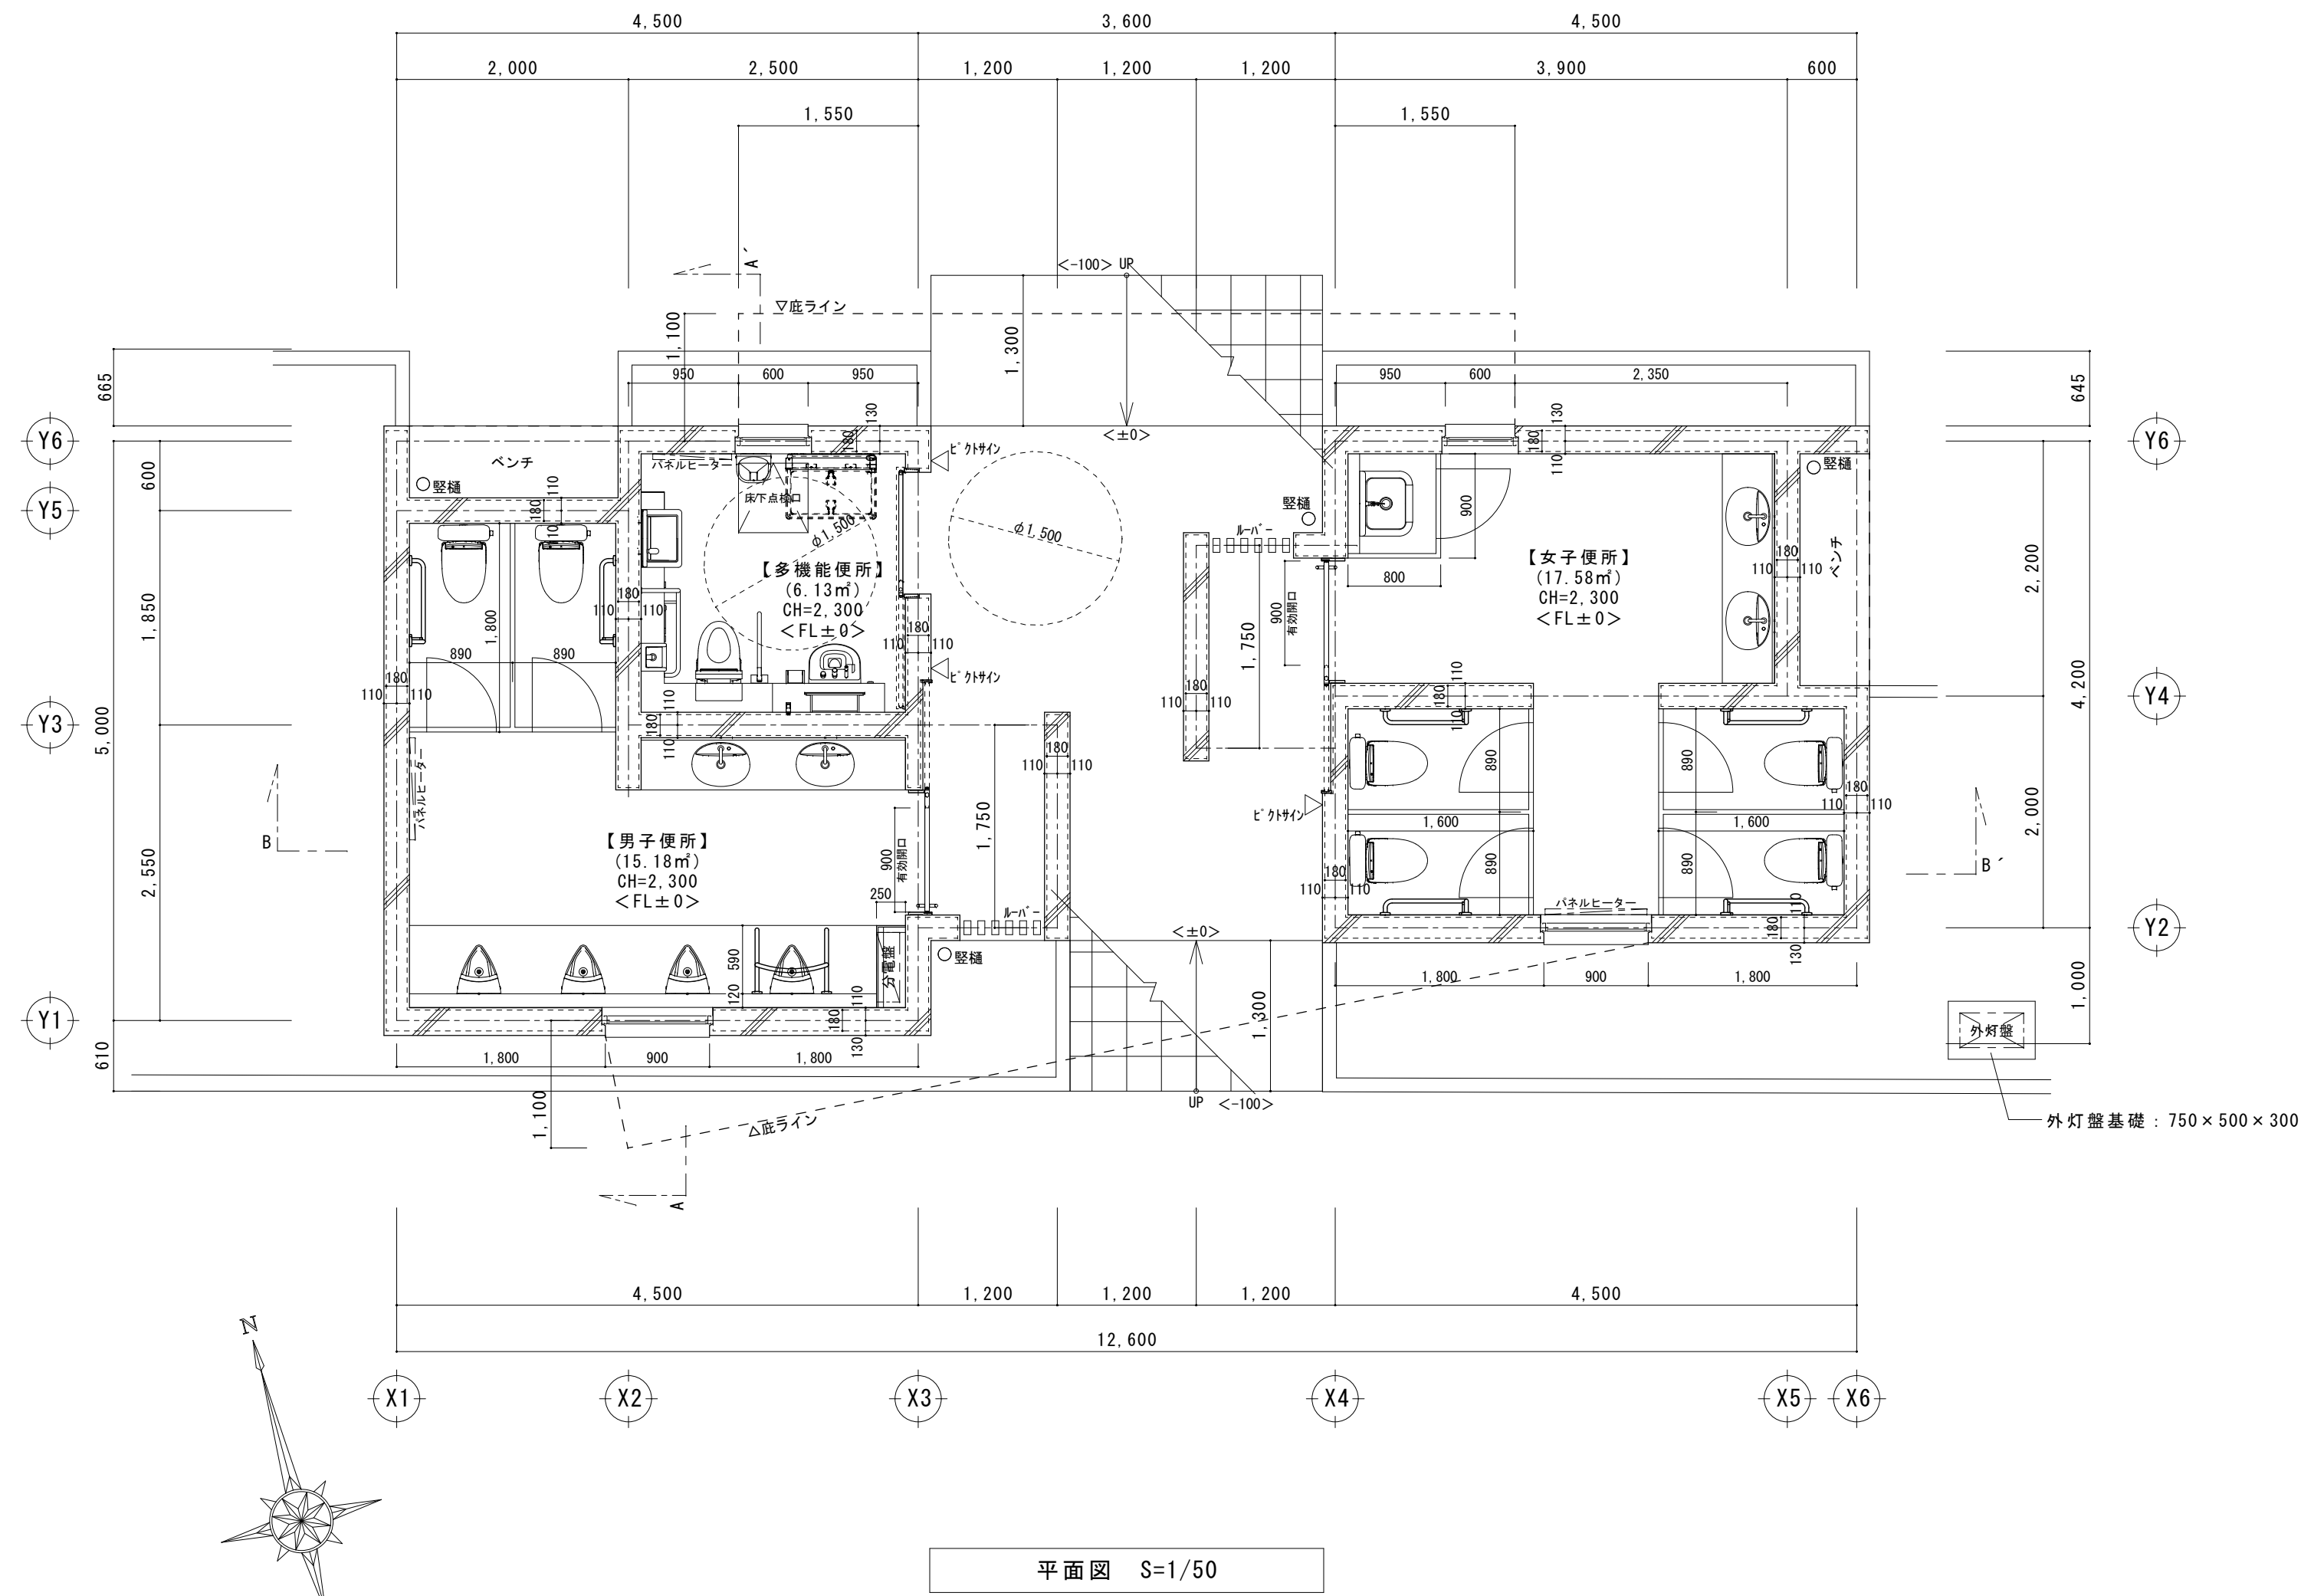 4,500 3,600 4,500
2,000 2,500 1,200 1,200 1,200 3,900 600
1,550 1,550
A´
<-100> UP
▽庇ライン
1,100
1,300
665
950 600 950
950 600 2,350
645
130
180
<±0>
130
180
110
Y6
Y6
ベンチ
パネルヒーター
ピクトサイン
竪樋
竪樋
600
110
180
110
床下点検口
竪樋
900
Y5
φ1,500
φ1,500
ルーバー
【多機能便所】
(6.13㎡)
CH=2,300
<FL±0>
【女子便所】
(17.58㎡)
CH=2,300
<FL±0>
ベンチ
180
110 110
2,200
800
1,850
1,800
180
110 110
900
有効開口
1,750
180
110 110
890 890
ピクトサイン
180
110 110
180
110 110
110
180
110
Y4
Y4
4,200
110
180
110
Y3
5,000
180
110 110
890
890
パネルヒーター
1,750
180
110 110
B
ピクトサイン
1,600
1,600
2,000
【男子便所】
(15.18㎡)
CH=2,300
<FL±0>
900
有効開口
250
2,550
890
890
180
110 110
B´
パネルヒーター
110
180
130
ルーバー
<±0>
竪樋
Y2
590
120
分電盤
110
180
130
1,800 900 1,800
1,000
1,300
外灯盤
Y1
1,800 900 1,800
610
1,100
△庇ライン
UP <-100>
外灯盤基礎：750×500×300
A
4,500 1,200 1,200 1,200 4,500
12,600
N
X1 X2 X3 X4 X5 X6
平面図 S=1/50